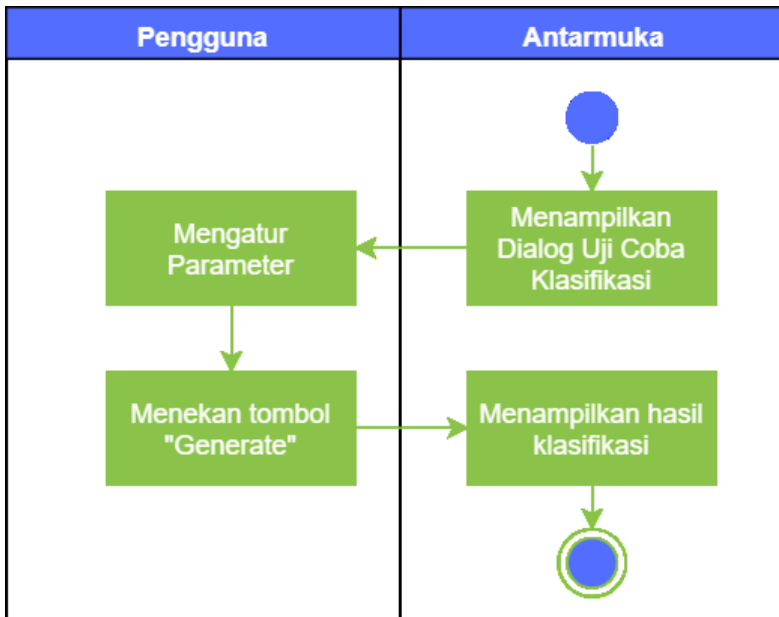 Pengguna
Antarmuka
Menampilkan
Dialog Uji Coba
Klasifikasi
Mengatur
Parameter
Menekan tombol
"Generate"
Menampilkan hasil
klasifikasi